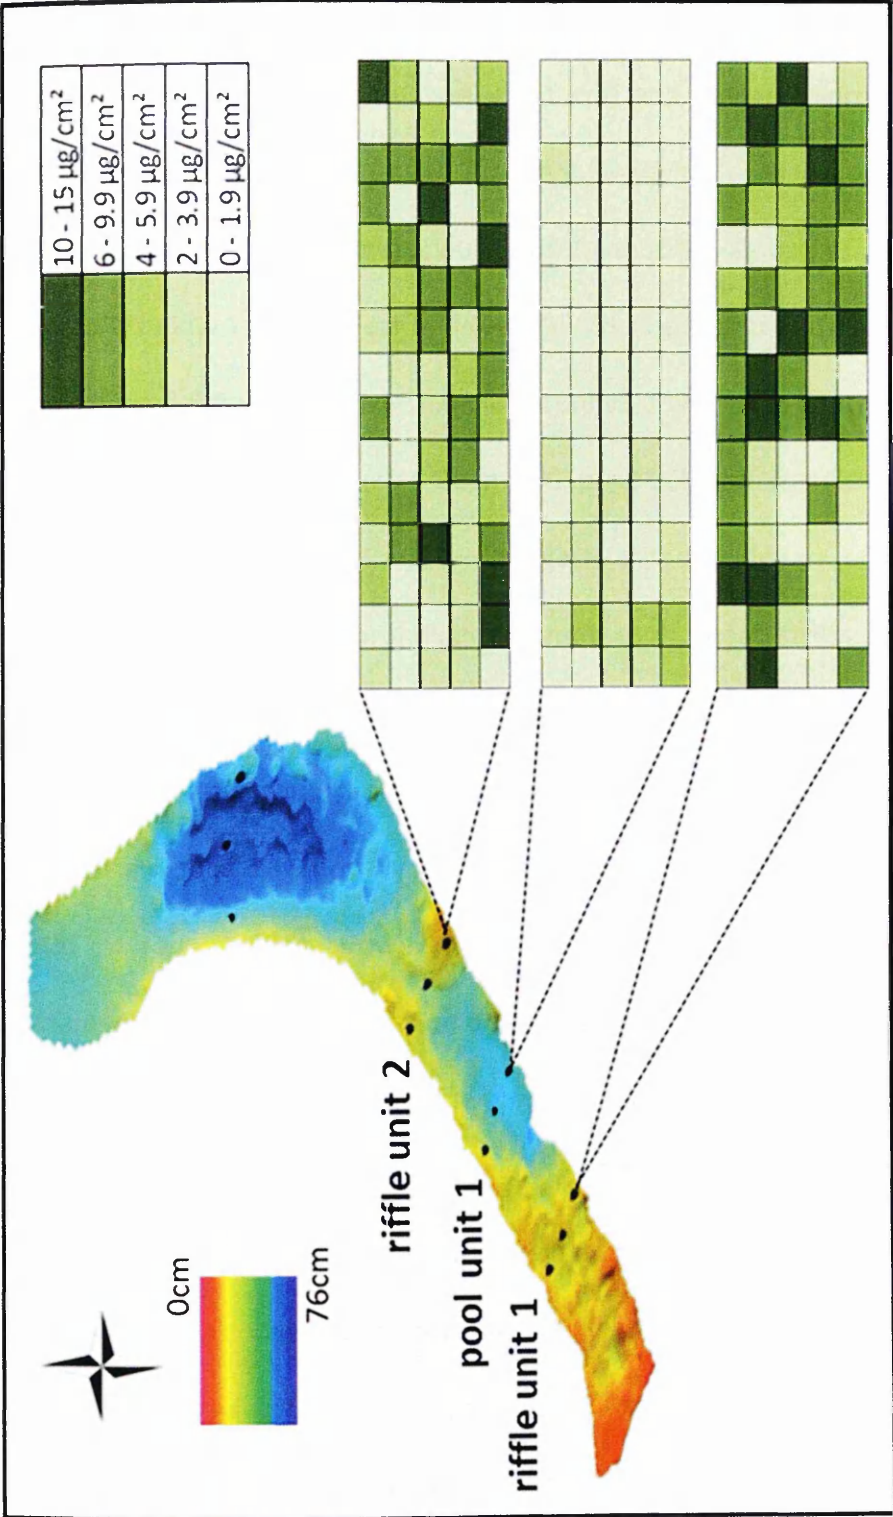 0cm
76cm
riffle unit 1
pool unit 1
riffle unit 2
10 - 15 µg/cm²
6 - 9.9 µg/cm²
4 - 5.9 µg/cm²
2 - 3.9 µg/cm²
0 - 1.9 µg/cm²